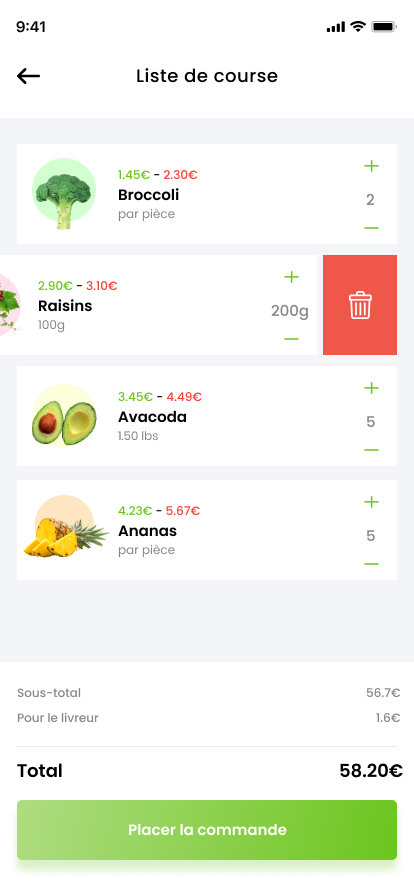 9:41
Liste de course
1.45€ - 2.30€
Broccoli
par pièce
2
2.90€ - 3.10€
Raisins
100g
200g
3.45€ - 4.49€
Avacoda
1.50 lbs
5
4.23€ - 5.67€
Ananas
par pièce
5
Sous-total 56.7€
Pour le livreur 1.6€
Total 58.20€
Placer la commande